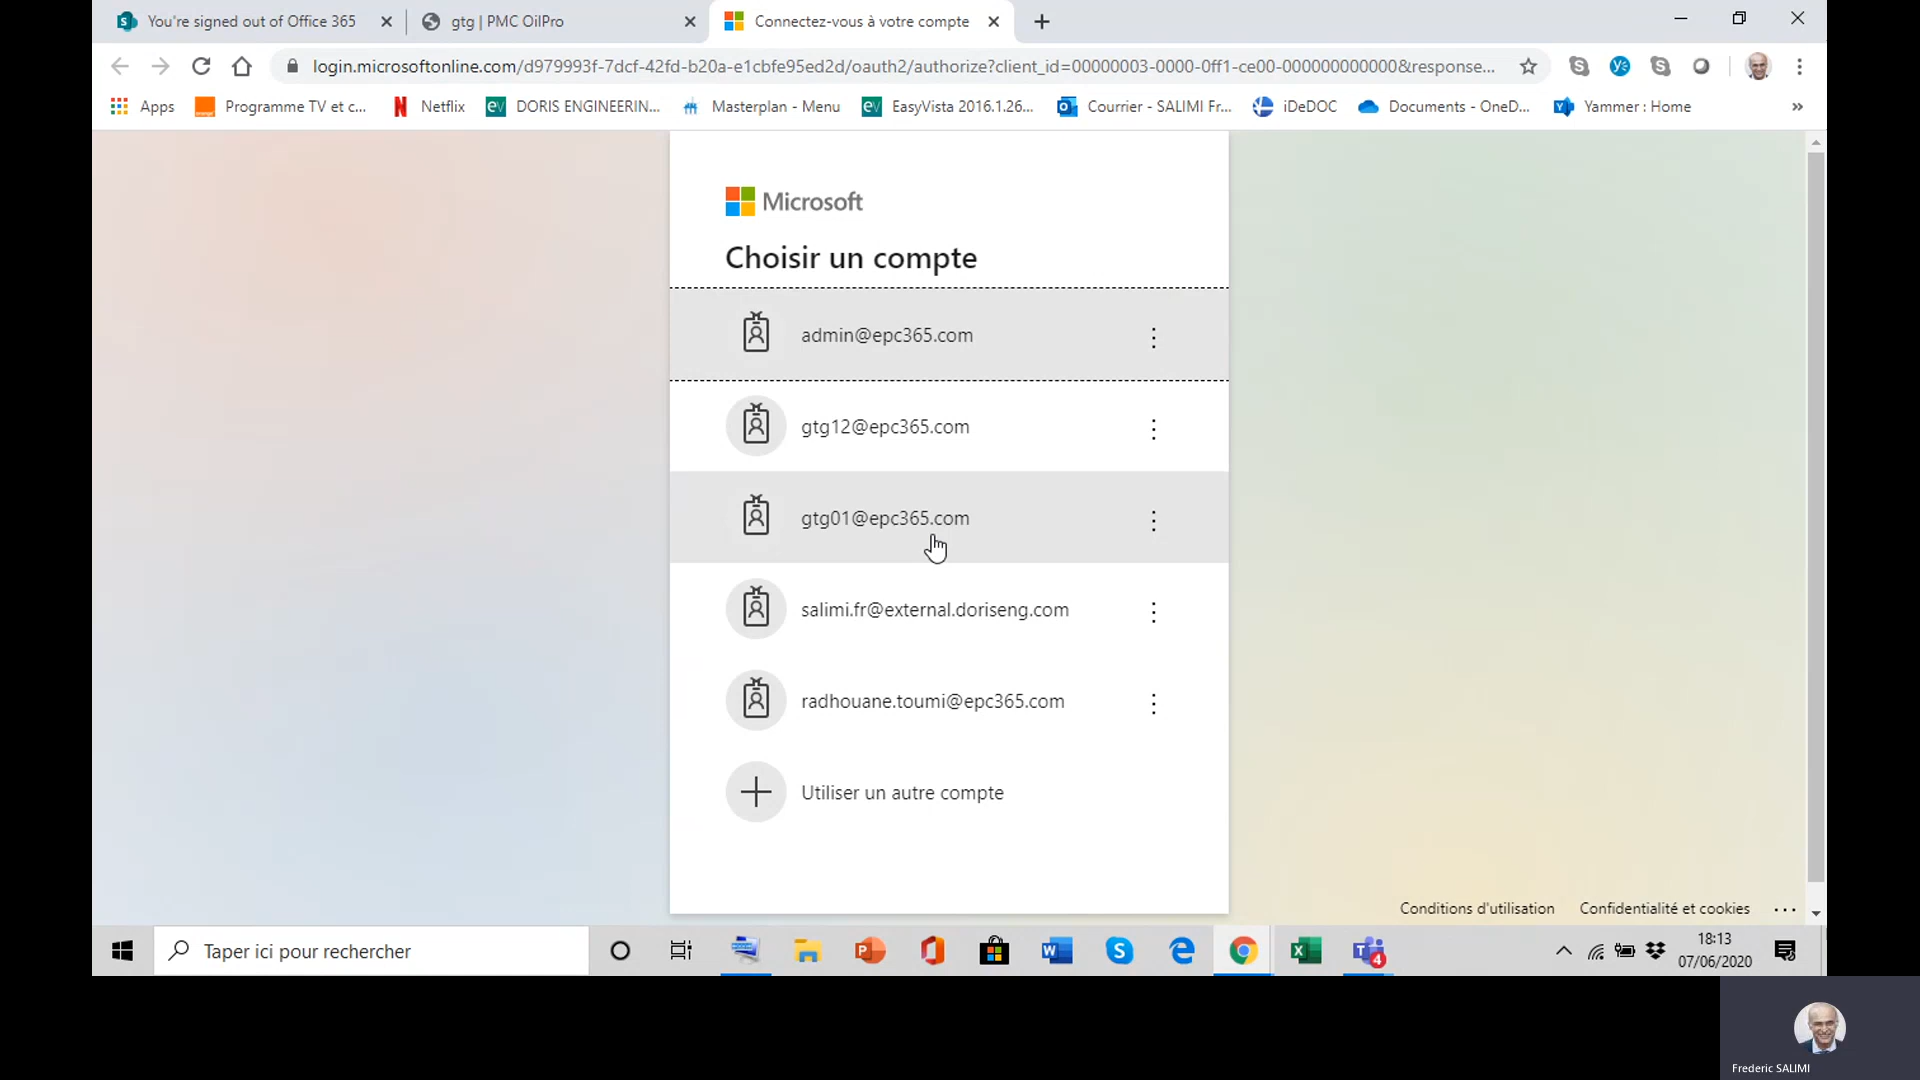 You're signed out of Office 365
gtg | PMC OilPro
Connectez-vous à votre compte
login.microsoftonline.com/d979993f-7dcf-42fd-b20a-e1cbfe95ed2d/oauth2/authorize?client_id=00000003-0000-0ff1-ce00-000000000000&response...
Apps
Programme TV et c...
Netflix
DORIS ENGINEERIN...
Masterplan - Menu
EasyVista 2016.1.26...
Courrier - SALIMI Fr...
iDeDOC
Documents - OneD...
Yammer : Home
Microsoft
Choisir un compte
admin@epc365.com
gtg12@epc365.com
gtg01@epc365.com
salimi.fr@external.doriseng.com
radhouane.toumi@epc365.com
Utiliser un autre compte
Conditions d'utilisation
Confidentialité et cookies
Taper ici pour rechercher
4
18:13
07/06/2020
Frederic SALIMI